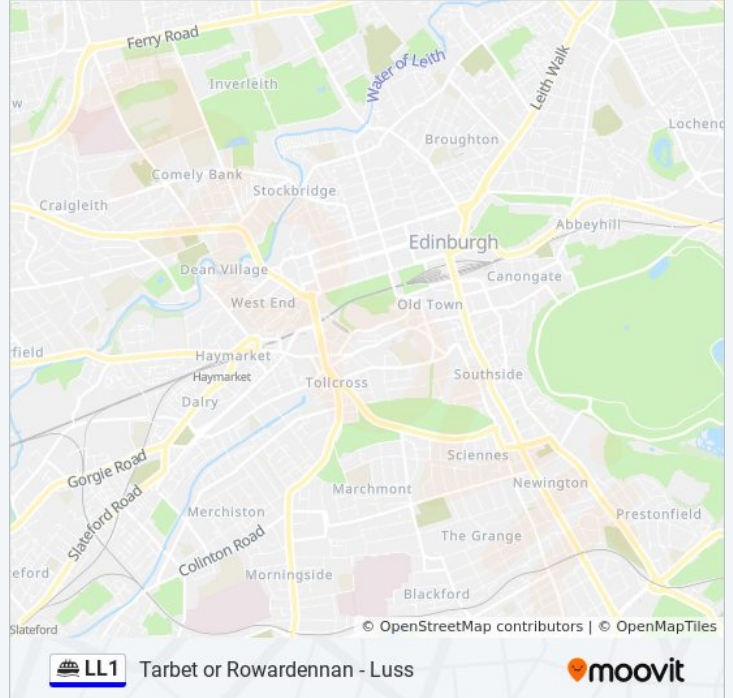 Ferry Road
Water of Leith
Leith Walk
Inverleith
w
Lochend
Broughton
Comely Bank
Stockbridge
Craigleith
Abbeyhill
Edinburgh
Dean Village
Canongate
West End
Old Town
field
Haymarket
Haymarket
Tollcross
Southside
Dalry
Gorgie Road
Sciennes
Slateford Road
Marchmont
Newington
Merchiston
Prestonfield
Colinton Road
The Grange
eford
Morningside
Blackford
Slateford
© OpenStreetMap contributors | © OpenMapTiles
LL1 Tarbet or Rowardennan - Luss
moovit